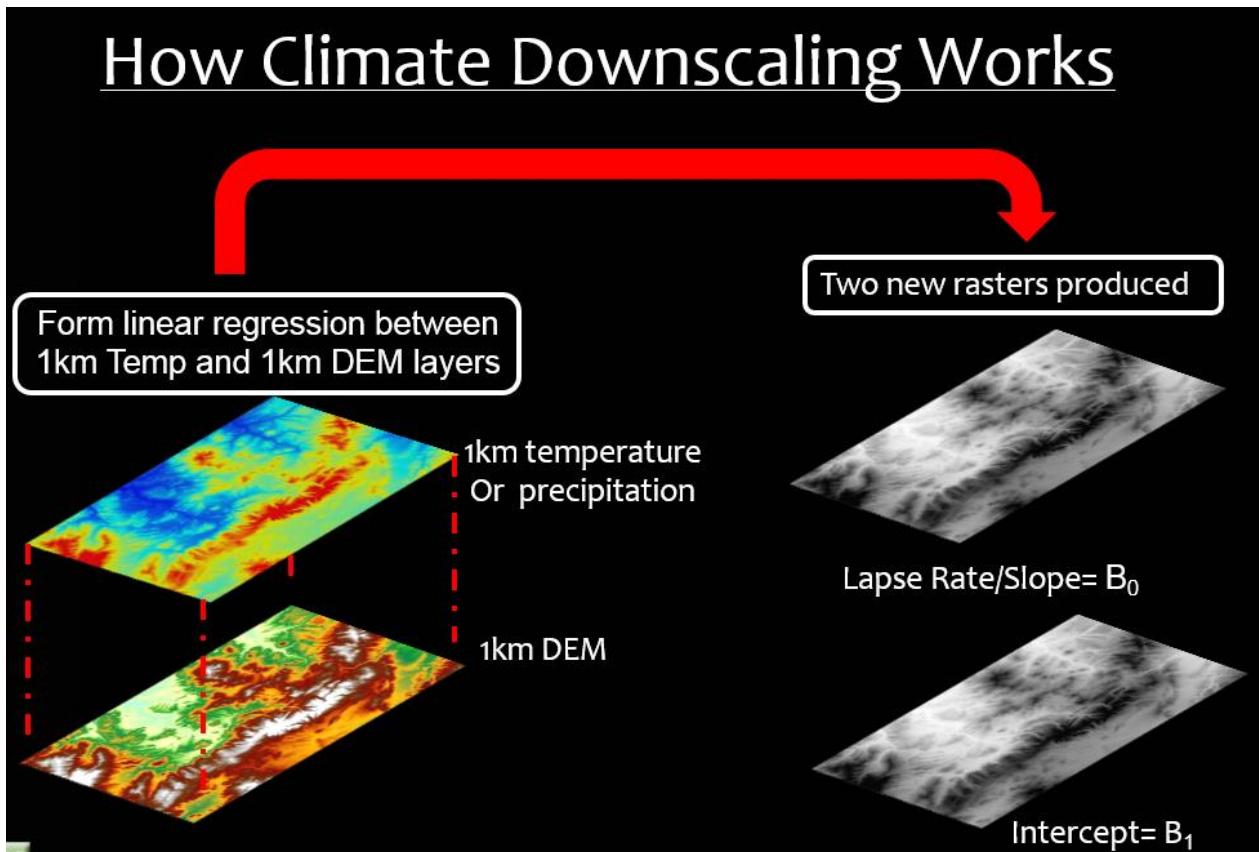 How Climate Downscaling Works
Form linear regression between
1km Temp and 1km DEM layers
Two new rasters produced
1km temperature
Or precipitation
1km DEM
Lapse Rate/Slope= B₀
Intercept= B₁